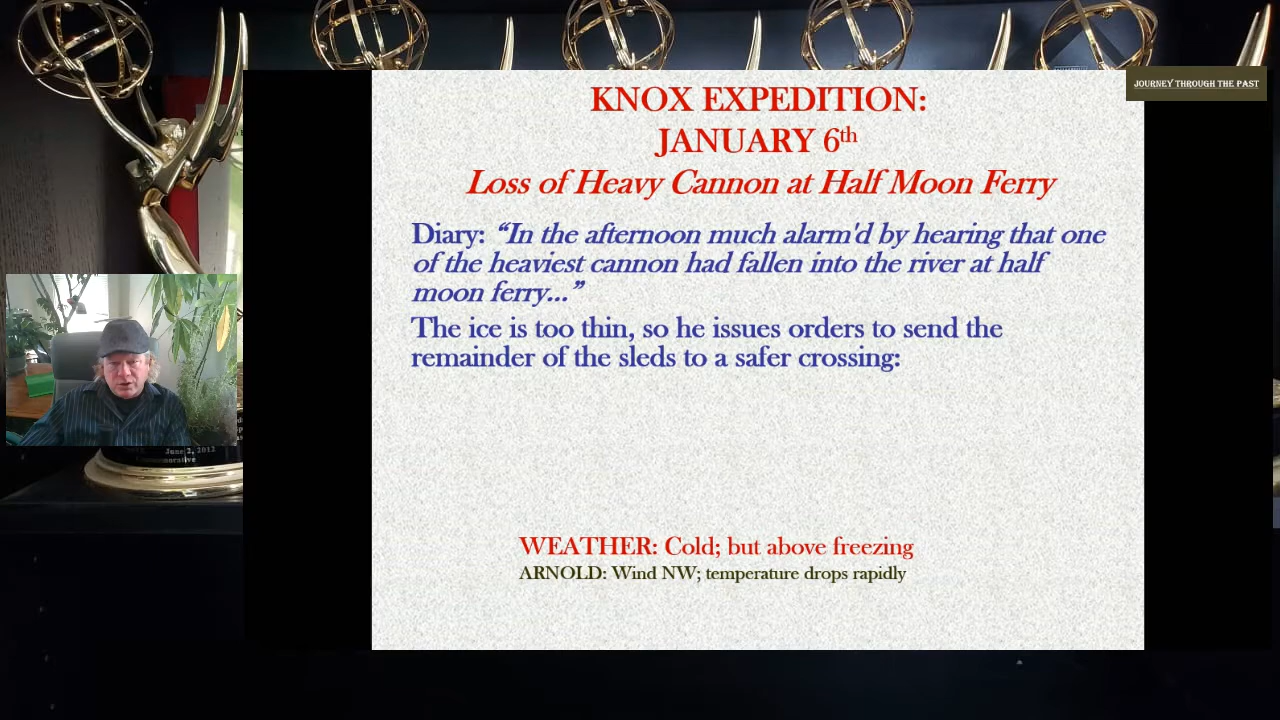 JOURNEY THROUGH THE PAST
KNOX EXPEDITION:
JANUARY 6th
Loss of Heavy Cannon at Half Moon Ferry
Diary: “In the afternoon much alarm'd by hearing that one
of the heaviest cannon had fallen into the river at half
moon ferry...”
The ice is too thin, so he issues orders to send the
remainder of the sleds to a safer crossing:
WEATHER: Cold; but above freezing
ARNOLD: Wind NW; temperature drops rapidly
June 2, 2012